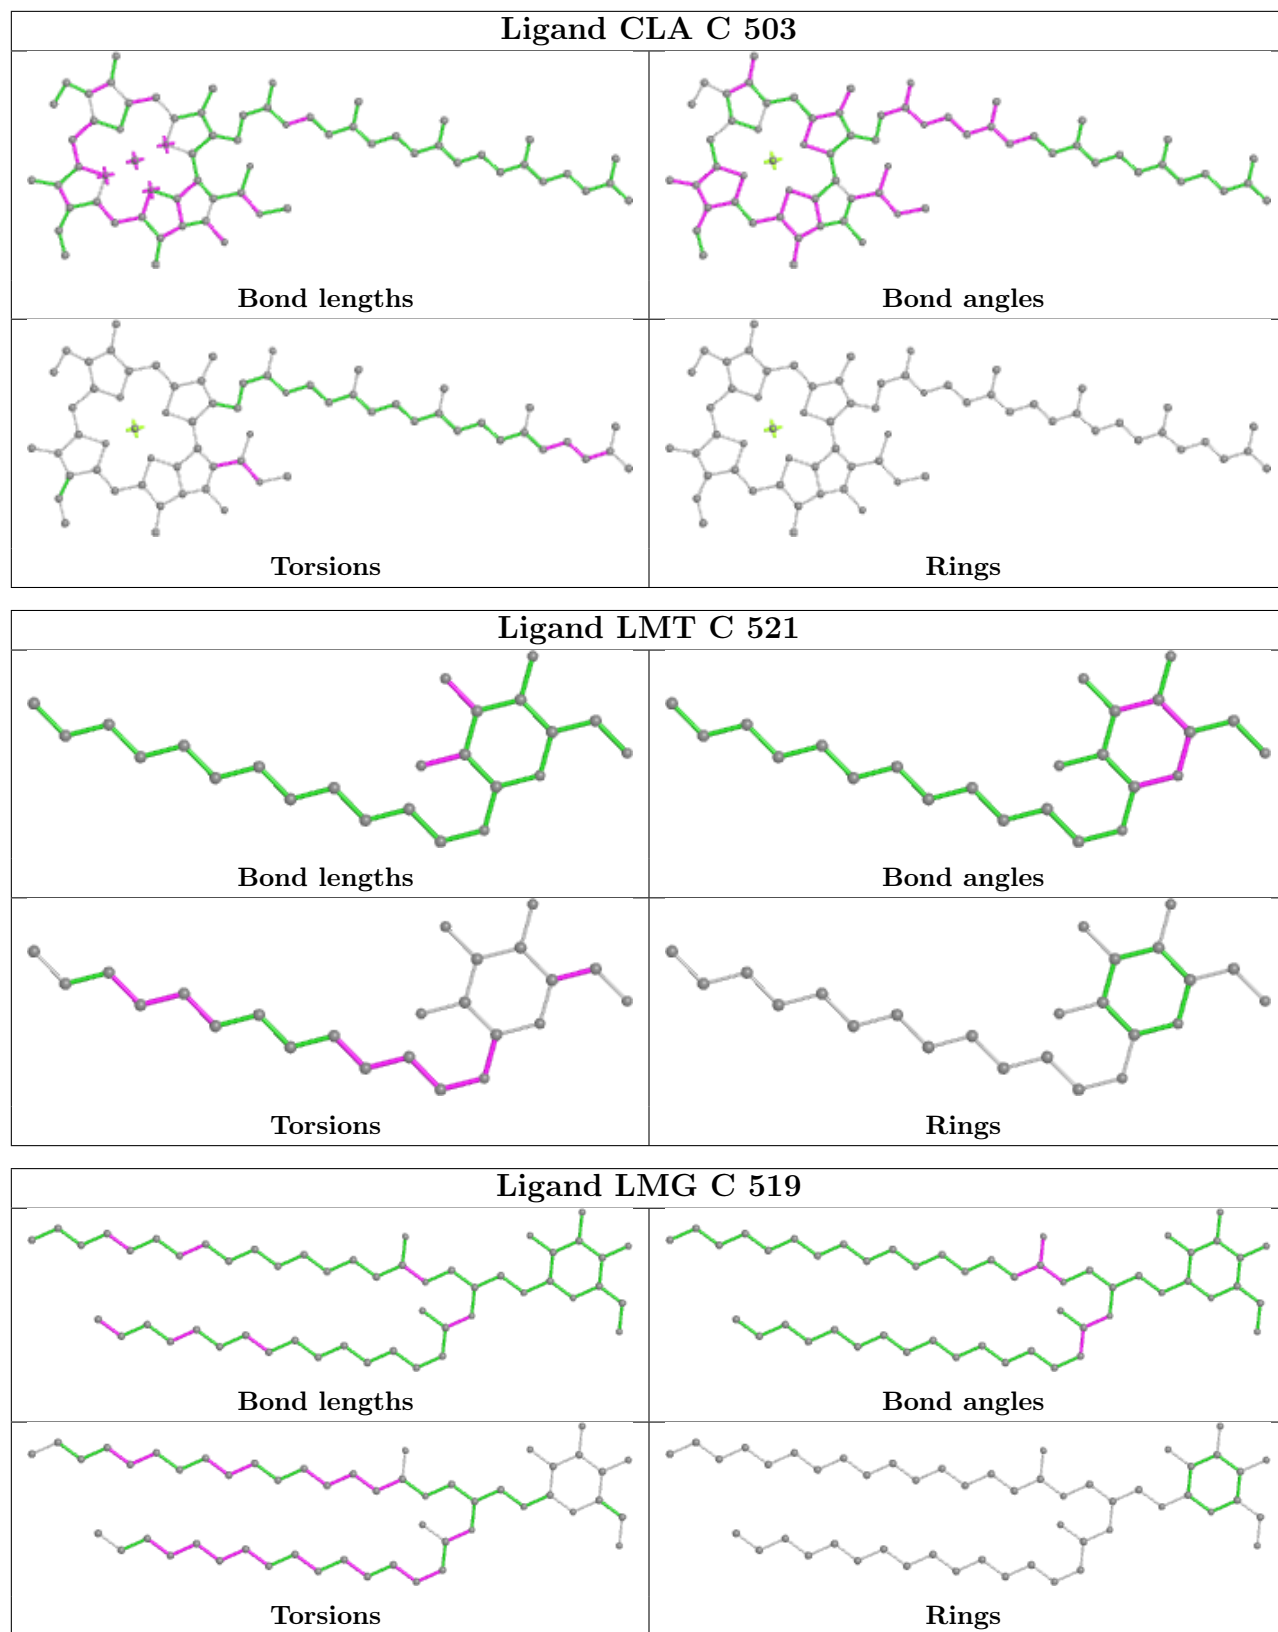 Ligand CLA C 503
Bond lengths
Bond angles
Torsions
Rings
Ligand LMT C 521
Bond lengths
Bond angles
Torsions
Rings
Ligand LMG C 519
Bond lengths
Bond angles
Torsions
Rings